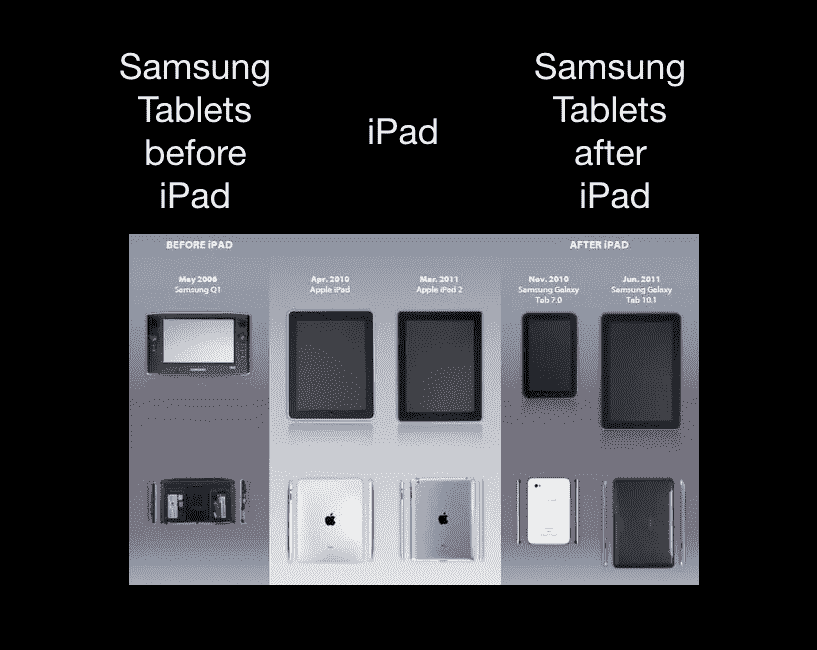 Samsung
Tablets
before
iPad
iPad
Samsung
Tablets
after
iPad
BEFORE iPAD
AFTER iPAD
May 2006
Samsung Q1
Apr. 2010
Apple iPad
Mar. 2011
Apple iPad 2
Nov. 2010
Samsung Galaxy
Tab 7.0
Jun. 2011
Samsung Galaxy
Tab 10.1